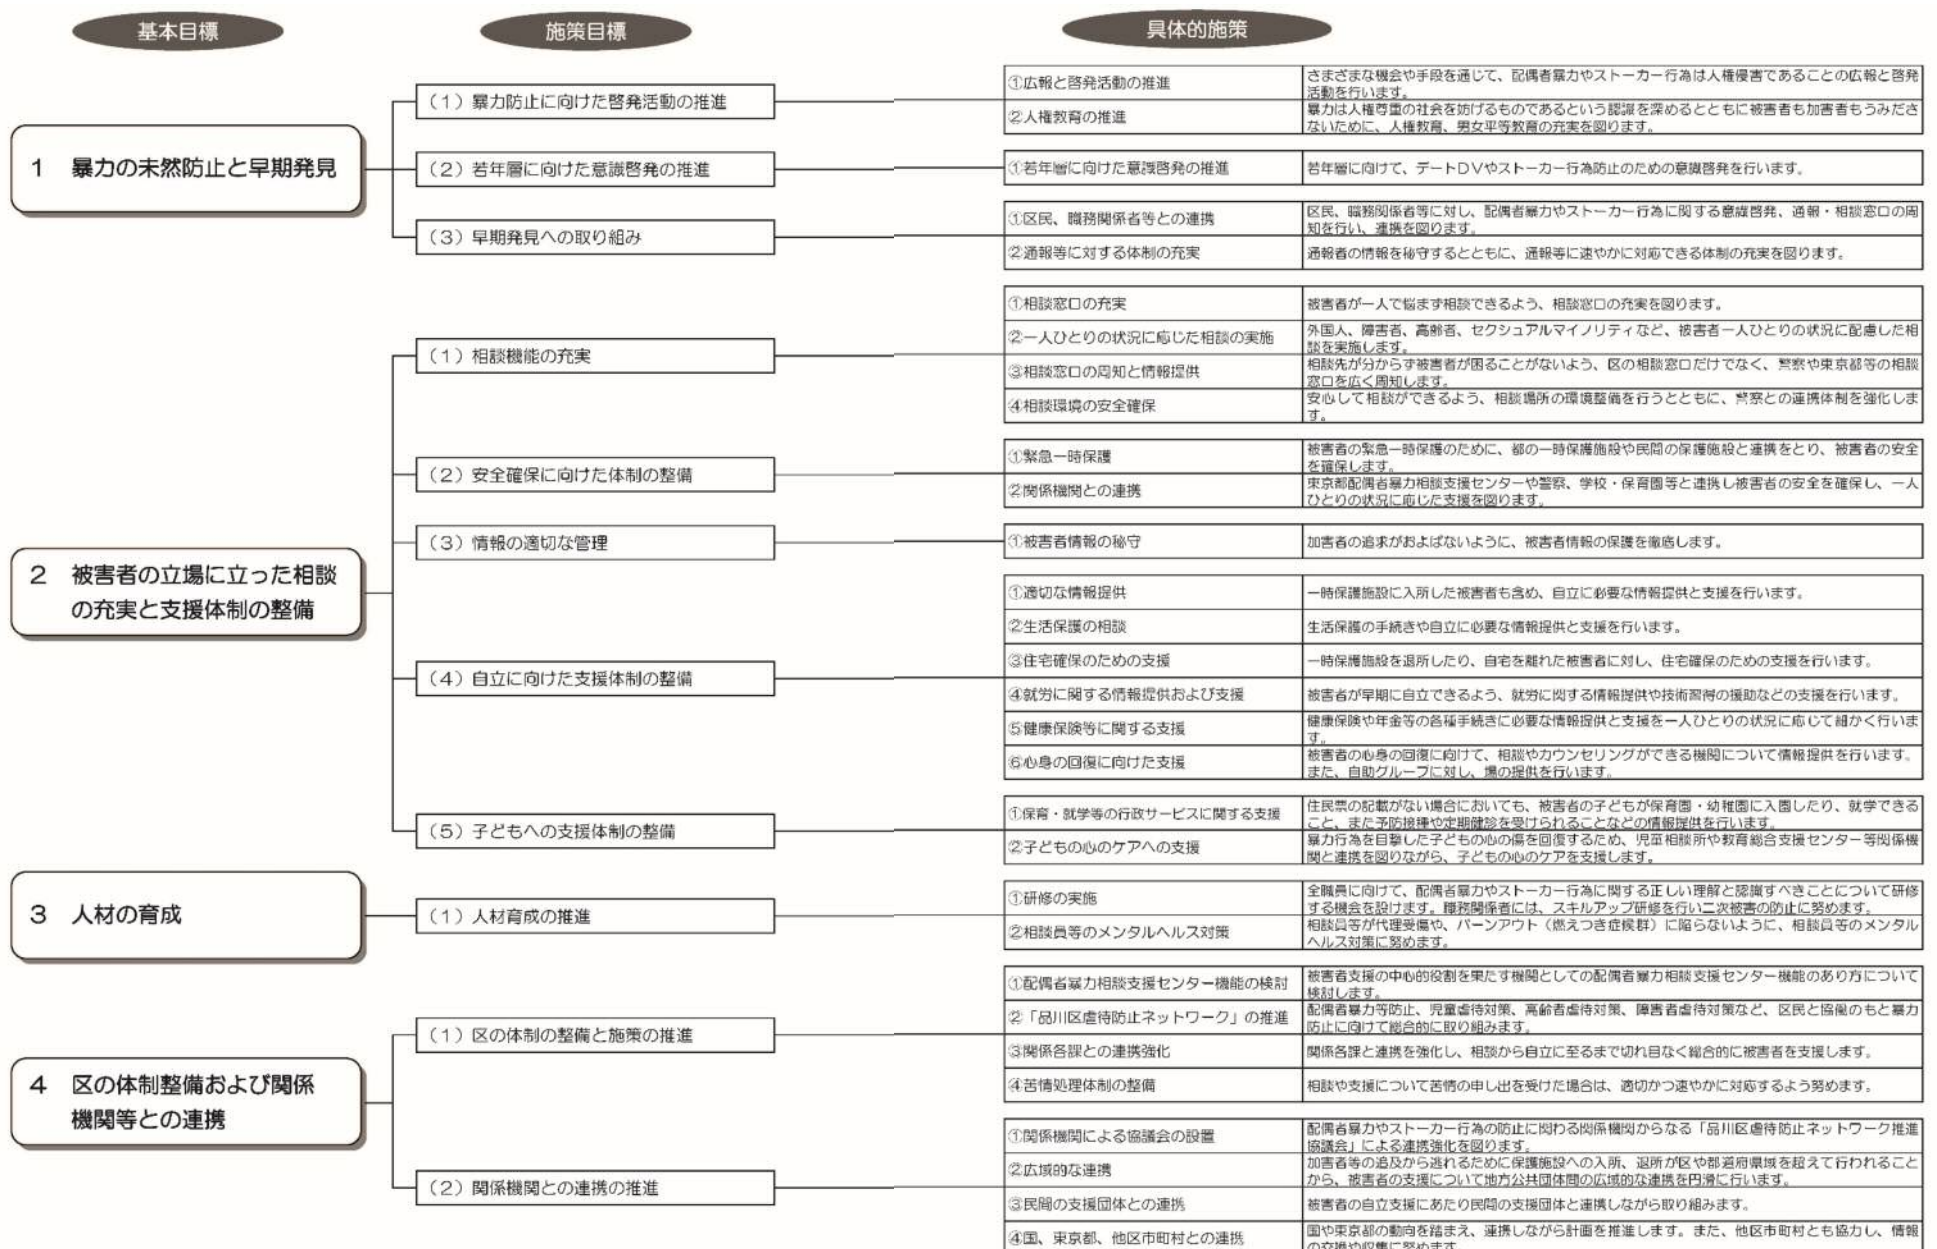 基本目標
施策目標
具体的施策
1 暴力の未然防止と早期発見
(1)暴力防止に向けた啓発活動の推進
①広報と啓発活動の推進
さまざまな機会や手段を通じて、配偶者暴力やストーカー行為は人権侵害であることの広報と啓発
活動を行います。
②人権教育の推進
暴力は人権尊重の社会を妨げるものであるという認識を深めるとともに被害者も加害者もうみださ
ないために、人権教育、男女平等教育の充実を図ります。
(2)若年層に向けた意識啓発の推進
①若年層に向けた意識啓発の推進
若年層に向けて、デートDVやストーカー行為防止のための意識啓発を行います。
(3)早期発見への取り組み
①区民、職務関係者等との連携
区民、職務関係者等に対し、配偶者暴力やストーカー行為に関する意識啓発、通報・相談窓口の周
知を行い、連携を図ります。
②通報等に対する体制の充実
通報者の情報を秘守するとともに、通報等に速やかに対応できる体制の充実を図ります。
2 被害者の立場に立った相談
の充実と支援体制の整備
(1)相談機能の充実
①相談窓口の充実
被害者が一人で悩まず相談できるよう、相談窓口の充実を図ります。
②一人ひとりの状況に応じた相談の実施
外国人、障害者、高齢者、セクシュアルマイノリティなど、被害者一人ひとりの状況に配慮した相
談を実施します。
③相談窓口の周知と情報提供
相談先が分からず被害者が困ることがないよう、区の相談窓口だけでなく、警察や東京都等の相談
窓口を広く周知します。
④相談環境の安全確保
安心して相談ができるよう、相談場所の環境整備を行うとともに、警察との連携体制を強化しま
す。
(2)安全確保に向けた体制の整備
①緊急一時保護
被害者の緊急一時保護のために、都の一時保護施設や民間の保護施設と連携をとり、被害者の安全
を確保します。
②関係機関との連携
東京都配偶者暴力相談支援センターや警察、学校・保育園等と連携し被害者の安全を確保し、一人
ひとりの状況に応じた支援を図ります。
(3)情報の適切な管理
①被害者情報の秘守
加害者の追求がおよばないように、被害者情報の保護を徹底します。
(4)自立に向けた支援体制の整備
①適切な情報提供
一時保護施設に入所した被害者も含め、自立に必要な情報提供と支援を行います。
②生活保護の相談
生活保護の手続きや自立に必要な情報提供と支援を行います。
③住宅確保のための支援
一時保護施設を退所したり、自宅を離れた被害者に対し、住宅確保のための支援を行います。
④就労に関する情報提供および支援
被害者が早期に自立できるよう、就労に関する情報提供や技術習得の援助などの支援を行います。
⑤健康保険等に関する支援
健康保険や年金等の各種手続きに必要な情報提供と支援を一人ひとりの状況に応じて細かく行いま
す。
⑥心身の回復に向けた支援
被害者の心身の回復に向けて、相談やカウンセリングができる機関について情報提供を行います。
また、自助グループに対し、場の提供を行います。
(5)子どもへの支援体制の整備
①保育・就学等の行政サービスに関する支援
住民票の記載がない場合においても、被害者の子どもが保育園・幼稚園に入園したり、就学できる
こと、また予防接種や定期健診を受けられることなどの情報提供を行います。
②子どもの心のケアへの支援
暴力行為を目撃した子どもの心の傷を回復するため、児童相談所や教育総合支援センター等関係機
関と連携を図りながら、子どもの心のケアを支援します。
3 人材の育成
(1)人材育成の推進
①研修の実施
全職員に向けて、配偶者暴力やストーカー行為に関する正しい理解と認識すべきことについて研修
する機会を設けます。職務関係者には、スキルアップ研修を行い二次被害の防止に努めます。
②相談員等のメンタルヘルス対策
相談員等が代理受傷や、バーンアウト(燃えつき症候群)に陥らないように、相談員等のメンタル
ヘルス対策に努めます。
4 区の体制整備および関係
機関等との連携
(1)区の体制の整備と施策の推進
①配偶者暴力相談支援センター機能の検討
被害者支援の中心的役割を果たす機関としての配偶者暴力相談支援センター機能のあり方について
検討します。
②「品川区虐待防止ネットワーク」の推進
配偶者暴力等防止、児童虐待対策、高齢者虐待対策、障害者虐待対策など、区民と協働のもと暴力
防止に向けて総合的に取り組みます。
③関係各課との連携強化
関係各課と連携を強化し、相談から自立に至るまで切れ目なく総合的に被害者を支援します。
④苦情処理体制の整備
相談や支援について苦情の申し出を受けた場合は、適切かつ速やかに対応するよう努めます。
(2)関係機関との連携の推進
①関係機関による協議会の設置
配偶者暴力やストーカー行為の防止に関わる関係機関からなる「品川区虐待防止ネットワーク推進
協議会」による連携強化を図ります。
②広域的な連携
加害者等の追及から逃れるために保護施設への入所、退所が区や都道府県域を超えて行われること
から、被害者の支援について地方公共団体間の広域的な連携を円滑に行います。
③民間の支援団体との連携
被害者の自立支援にあたり民間の支援団体と連携しながら取り組みます。
④国、東京都、他区市町村との連携
国や東京都の動向を踏まえ、連携しながら計画を推進します。また、他区市町村とも協力し、情報
の交換や収集に努めます。